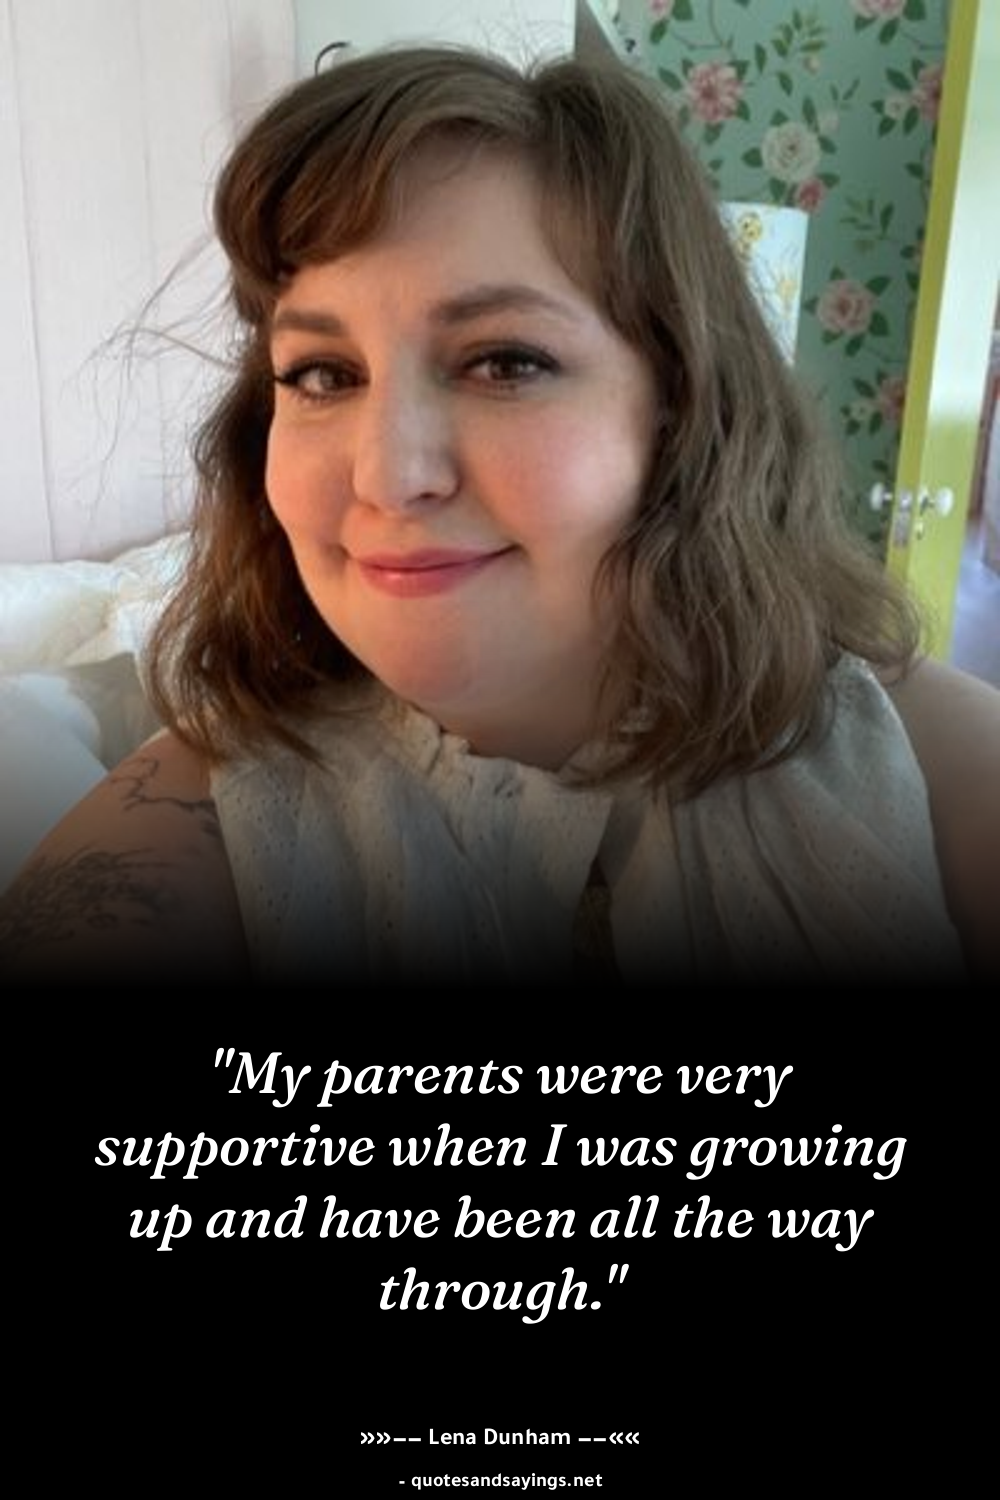 "My parents were very
supportive when I was growing
up and have been all the way
through."
»»−− Lena Dunham −−««
- quotesandsayings.net